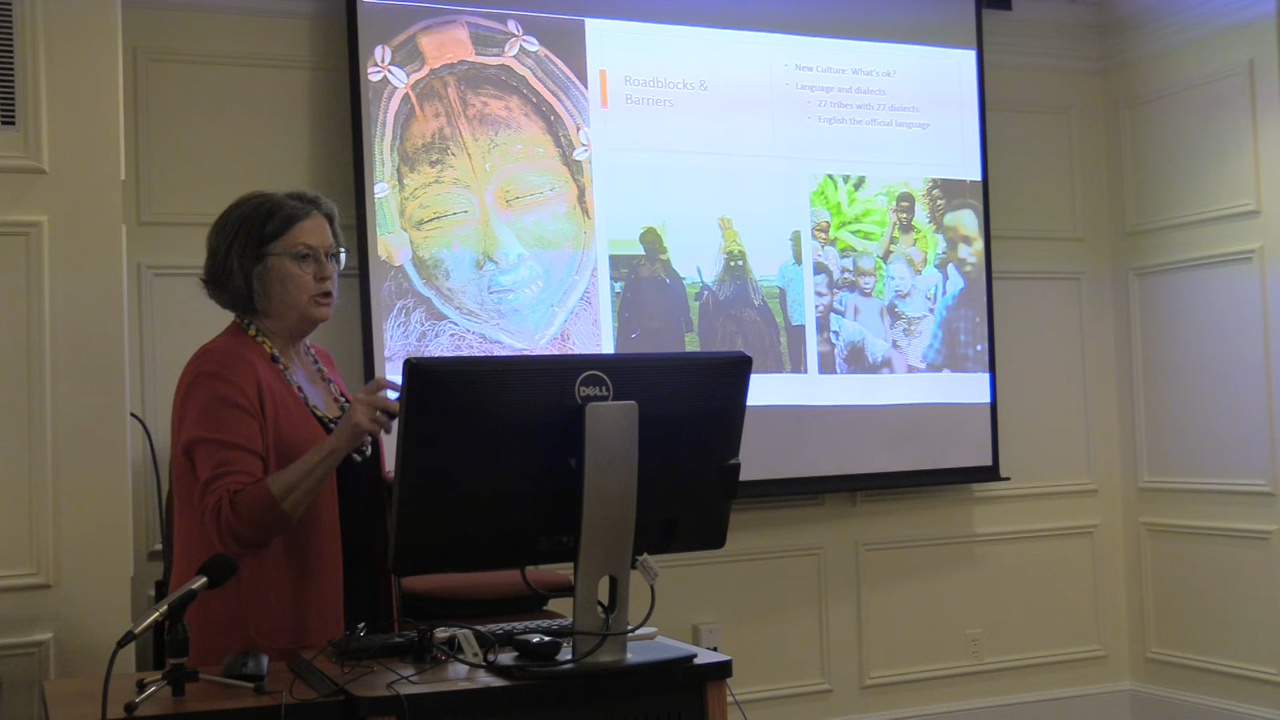 Roadblocks &
Barriers
New Culture: What's ok?
Language and dialects
27 tribes with 27 dialects
English the official language
DELL